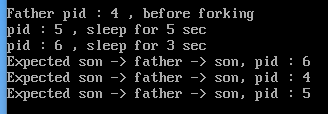 Father pid : 4 , before forking
pid : 5 , sleep for 5 sec
pid : 6 , sleep for 3 sec
Expected son -> father -> son, pid : 6
Expected son -> father -> son, pid : 4
Expected son -> father -> son, pid : 5